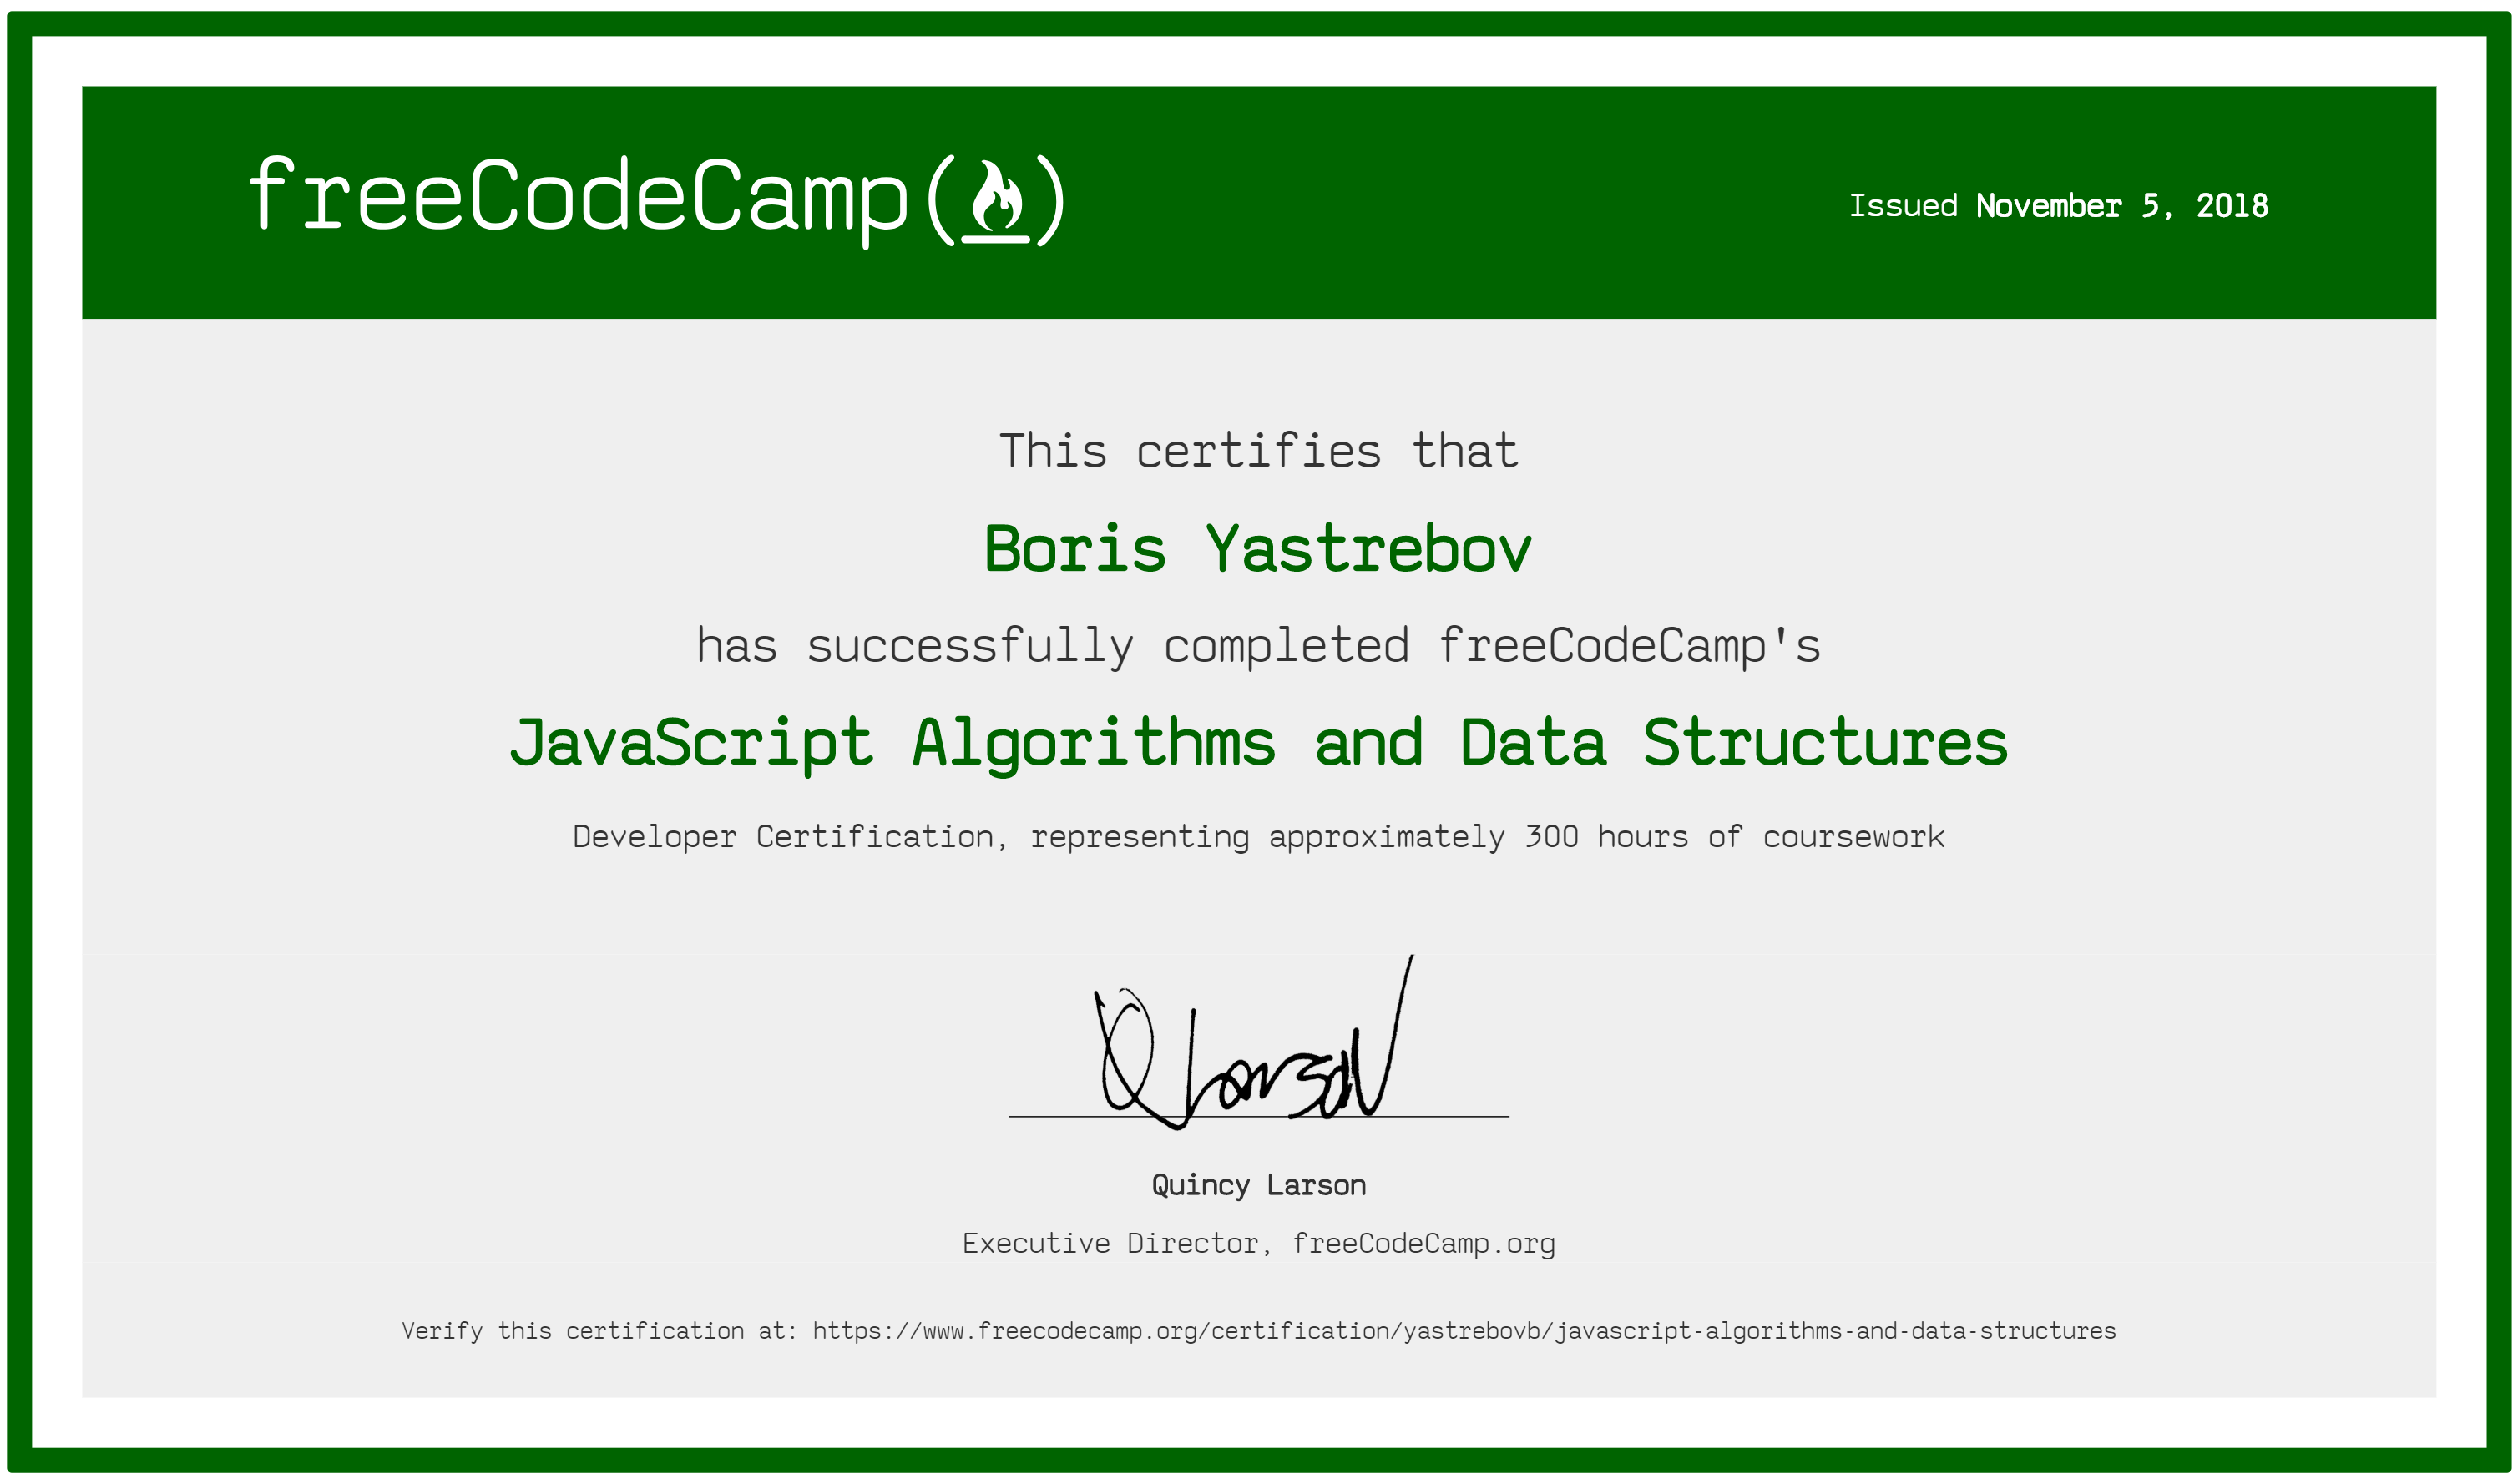 freeCodeCamp(🔥)
Issued November 5, 2018
This certifies that
Boris Yastrebov
has successfully completed freeCodeCamp's
JavaScript Algorithms and Data Structures
Developer Certification, representing approximately 300 hours of coursework
Q Larson
Quincy Larson
Executive Director, freeCodeCamp.org
Verify this certification at: https://www.freecodecamp.org/certification/yastrebovb/javascript-algorithms-and-data-structures